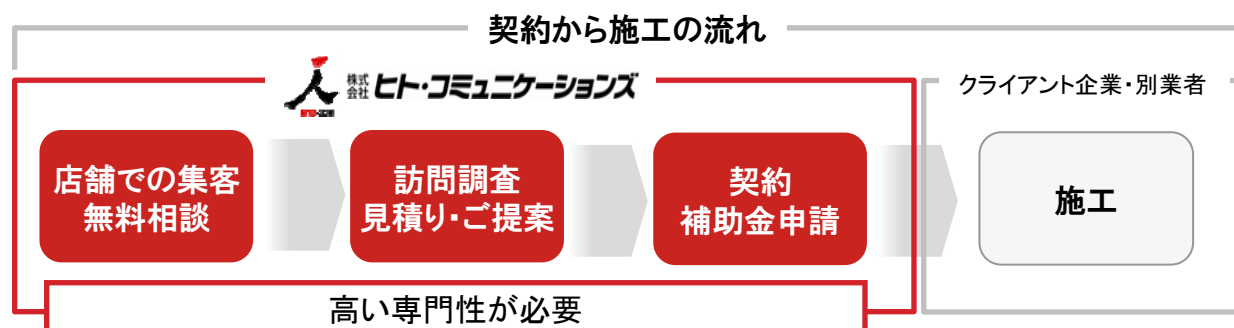 契約から施工の流れ
株式会社 ヒト・コミュニケーションズ
クライアント企業・別業者
店舗での集客
無料相談
訪問調査
見積り・ご提案
契約
補助金申請
施工
高い専門性が必要